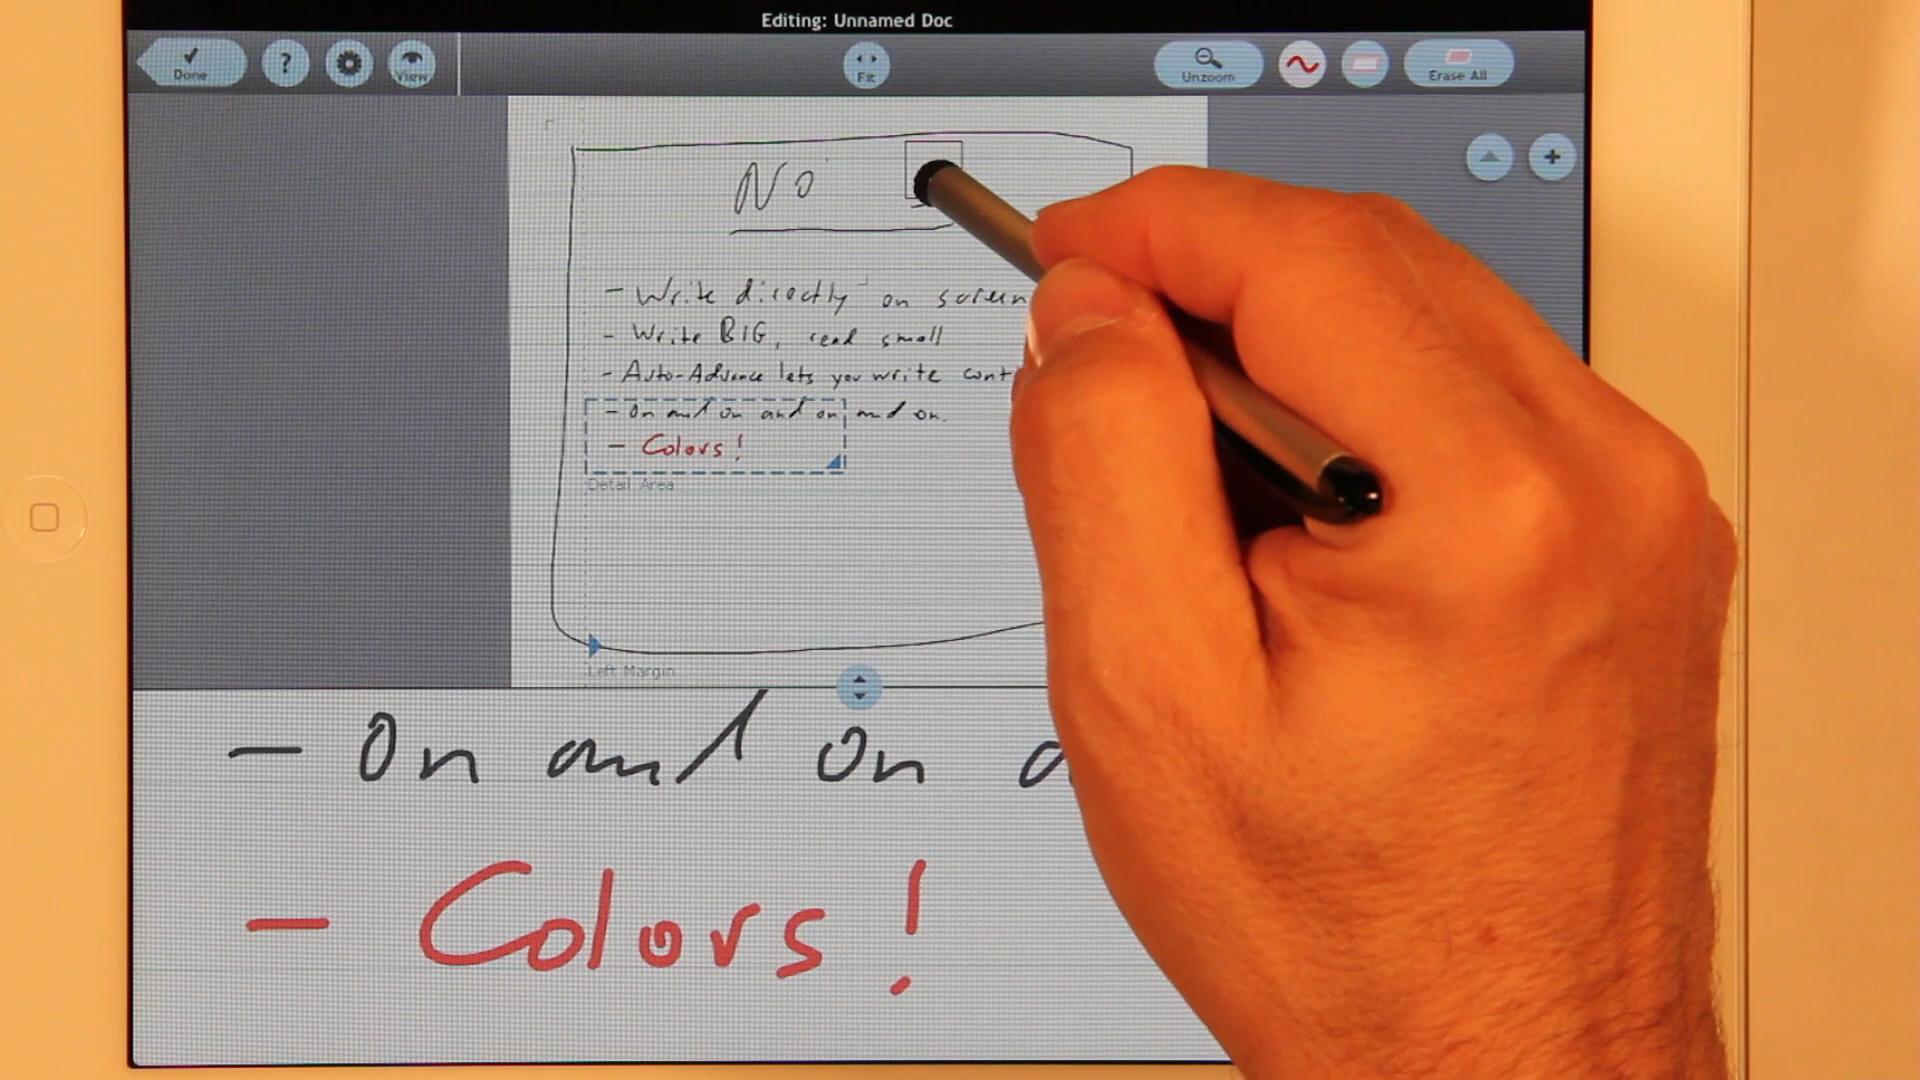 Editing: Unnamed Doc
Done ? View Fit Unzoom Erase All
No
- Write directly on screen
- Write BIG, read small
- Auto-Advance lets you write
- On and on and on and on.
- Colors!
Detail Area
Left Margin
- On and on
- Colors!